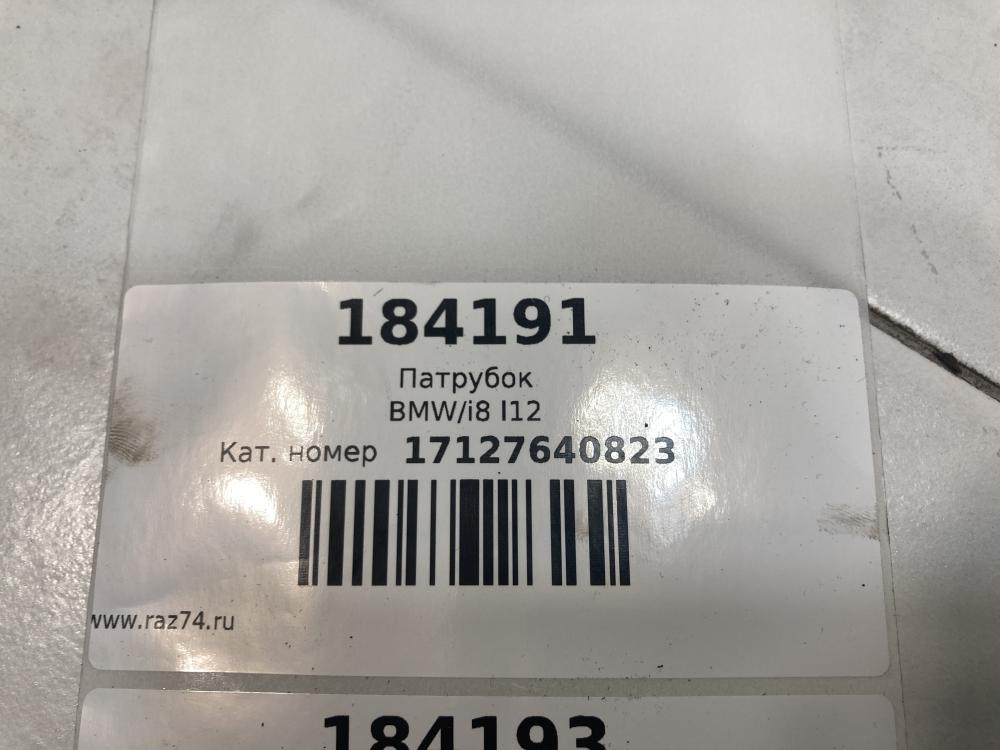 184191
Патрубок
BMW/i8 I12
Кат. номер 17127640823
www.raz74.ru
184193